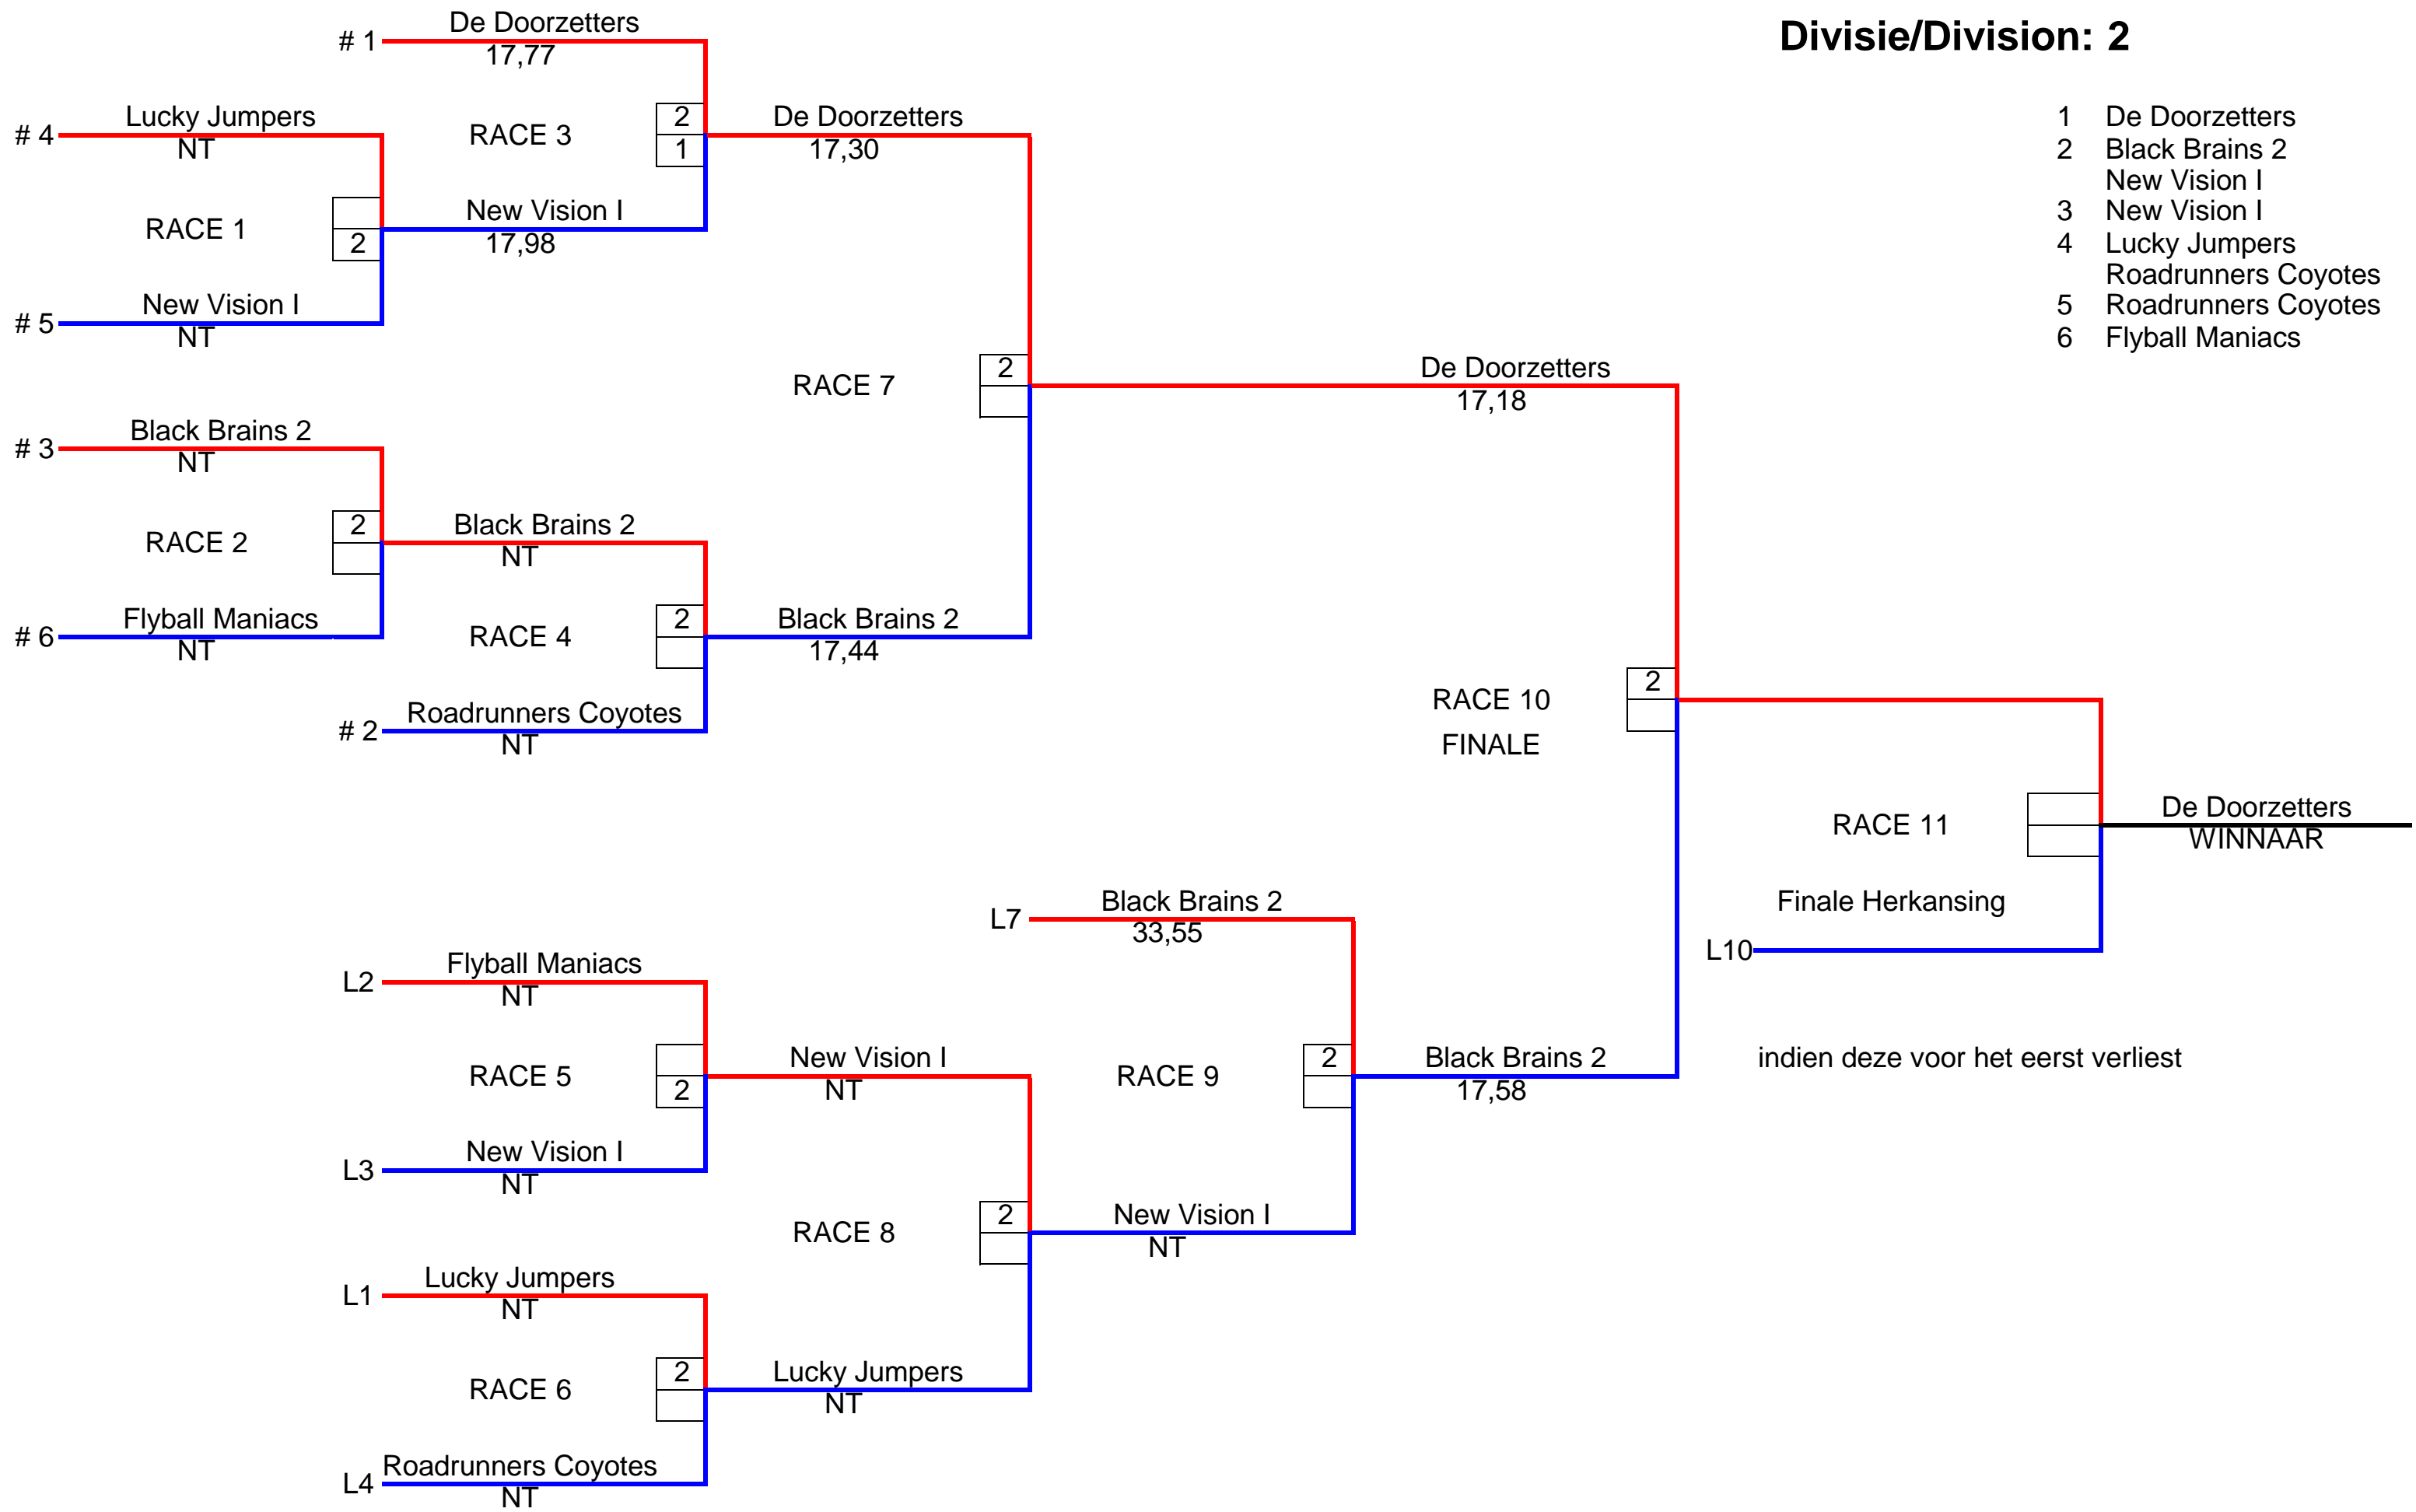 Divisie/Division: 2
1 De Doorzetters
2 Black Brains 2
New Vision I
3 New Vision I
4 Lucky Jumpers
Roadrunners Coyotes
5 Roadrunners Coyotes
6 Flyball Maniacs
# 1 De Doorzetters
17,77
# 4 Lucky Jumpers
NT
RACE 3
2
1
De Doorzetters
17,30
RACE 1
2
New Vision I
17,98
# 5 New Vision I
NT
RACE 7
2
De Doorzetters
17,18
# 3 Black Brains 2
NT
RACE 2
2
Black Brains 2
NT
# 6 Flyball Maniacs
NT
RACE 4
2
Black Brains 2
17,44
# 2 Roadrunners Coyotes
NT
RACE 10
FINALE
2
RACE 11
De Doorzetters
WINNAAR
Finale Herkansing
L10
L7 Black Brains 2
33,55
L2 Flyball Maniacs
NT
RACE 5
2
New Vision I
NT
RACE 9
2
Black Brains 2
17,58
indien deze voor het eerst verliest
L3 New Vision I
NT
RACE 8
2
New Vision I
NT
L1 Lucky Jumpers
NT
RACE 6
2
Lucky Jumpers
NT
L4 Roadrunners Coyotes
NT